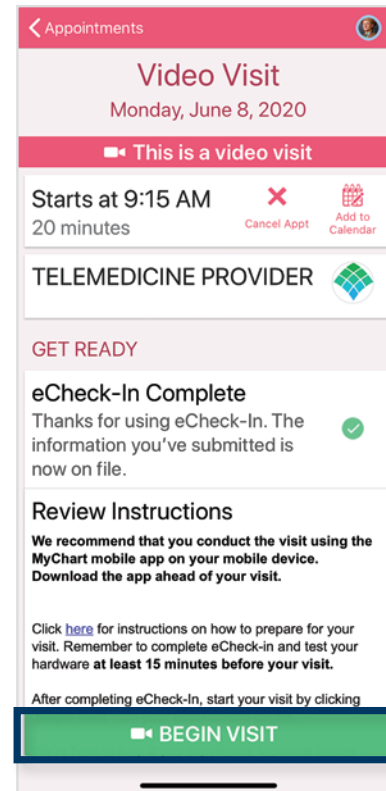 Appointments
Video Visit
Monday, June 8, 2020
This is a video visit
Starts at 9:15 AM
20 minutes
Cancel Appt
Add to
Calendar
TELEMEDICINE PROVIDER
GET READY
eCheck-In Complete
Thanks for using eCheck-In. The
information you've submitted is
now on file.
Review Instructions
We recommend that you conduct the visit using the
MyChart mobile app on your mobile device.
Download the app ahead of your visit.
Click here for instructions on how to prepare for your
visit. Remember to complete eCheck-in and test your
hardware at least 15 minutes before your visit.
After completing eCheck-In, start your visit by clicking
BEGIN VISIT